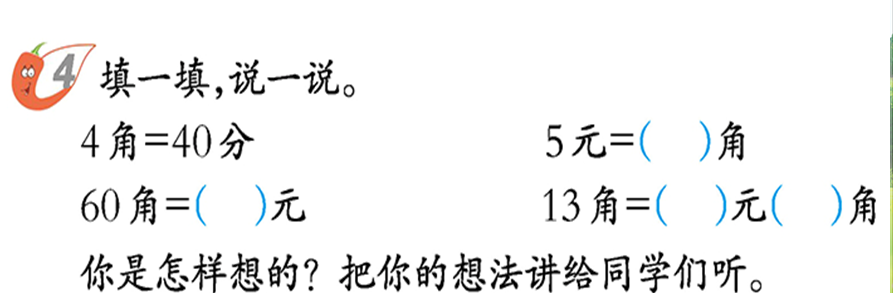 4 填一填,说一说。
4角=40分 5元=( )角
60角=( )元 13角=( )元( )角
你是怎样想的?把你的想法讲给同学们听。